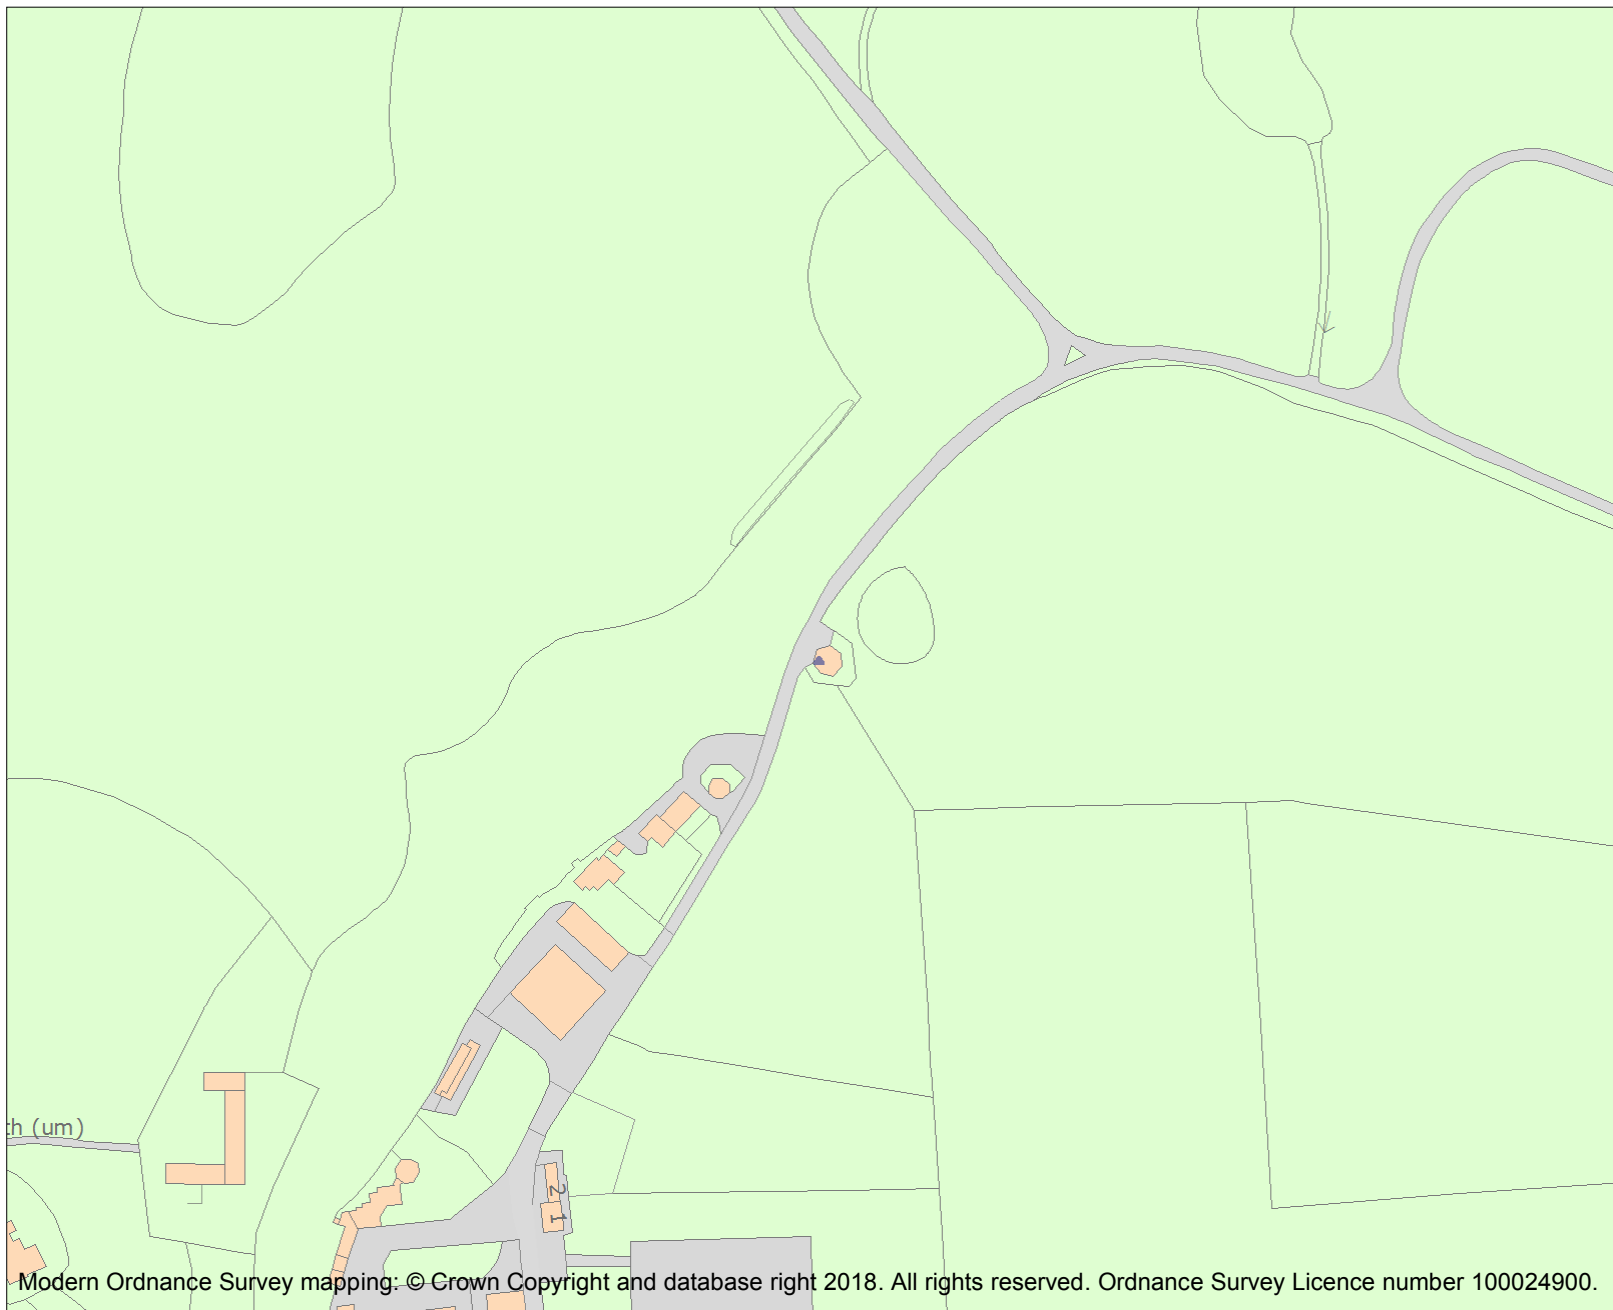 th (um)
2
1
Modern Ordnance Survey mapping: © Crown Copyright and database right 2018. All rights reserved. Ordnance Survey Licence number 100024900.